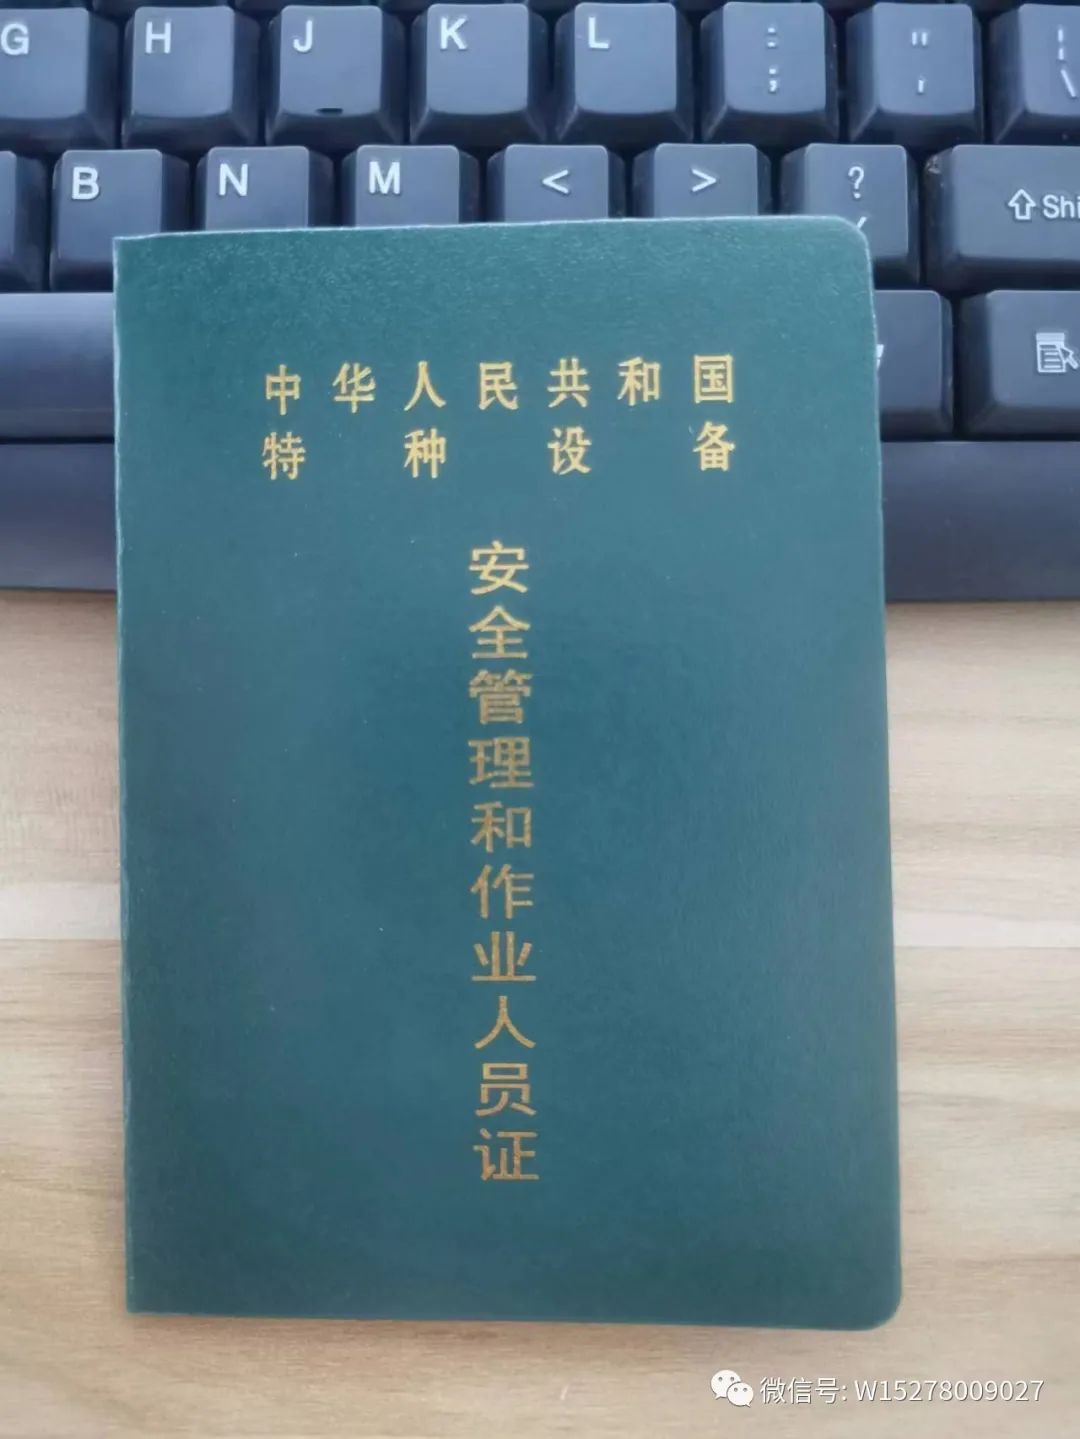 G H J K L : ; " ' | \
B N M < > ? / ⇧ Shi
中华人民共和国
特种设备
安全管理和作业人员证
微信号: W15278009027